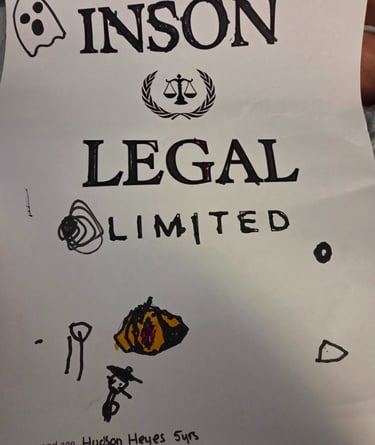 INSON
LEGAL
LIMITED
Hudson Heyes 5yrs